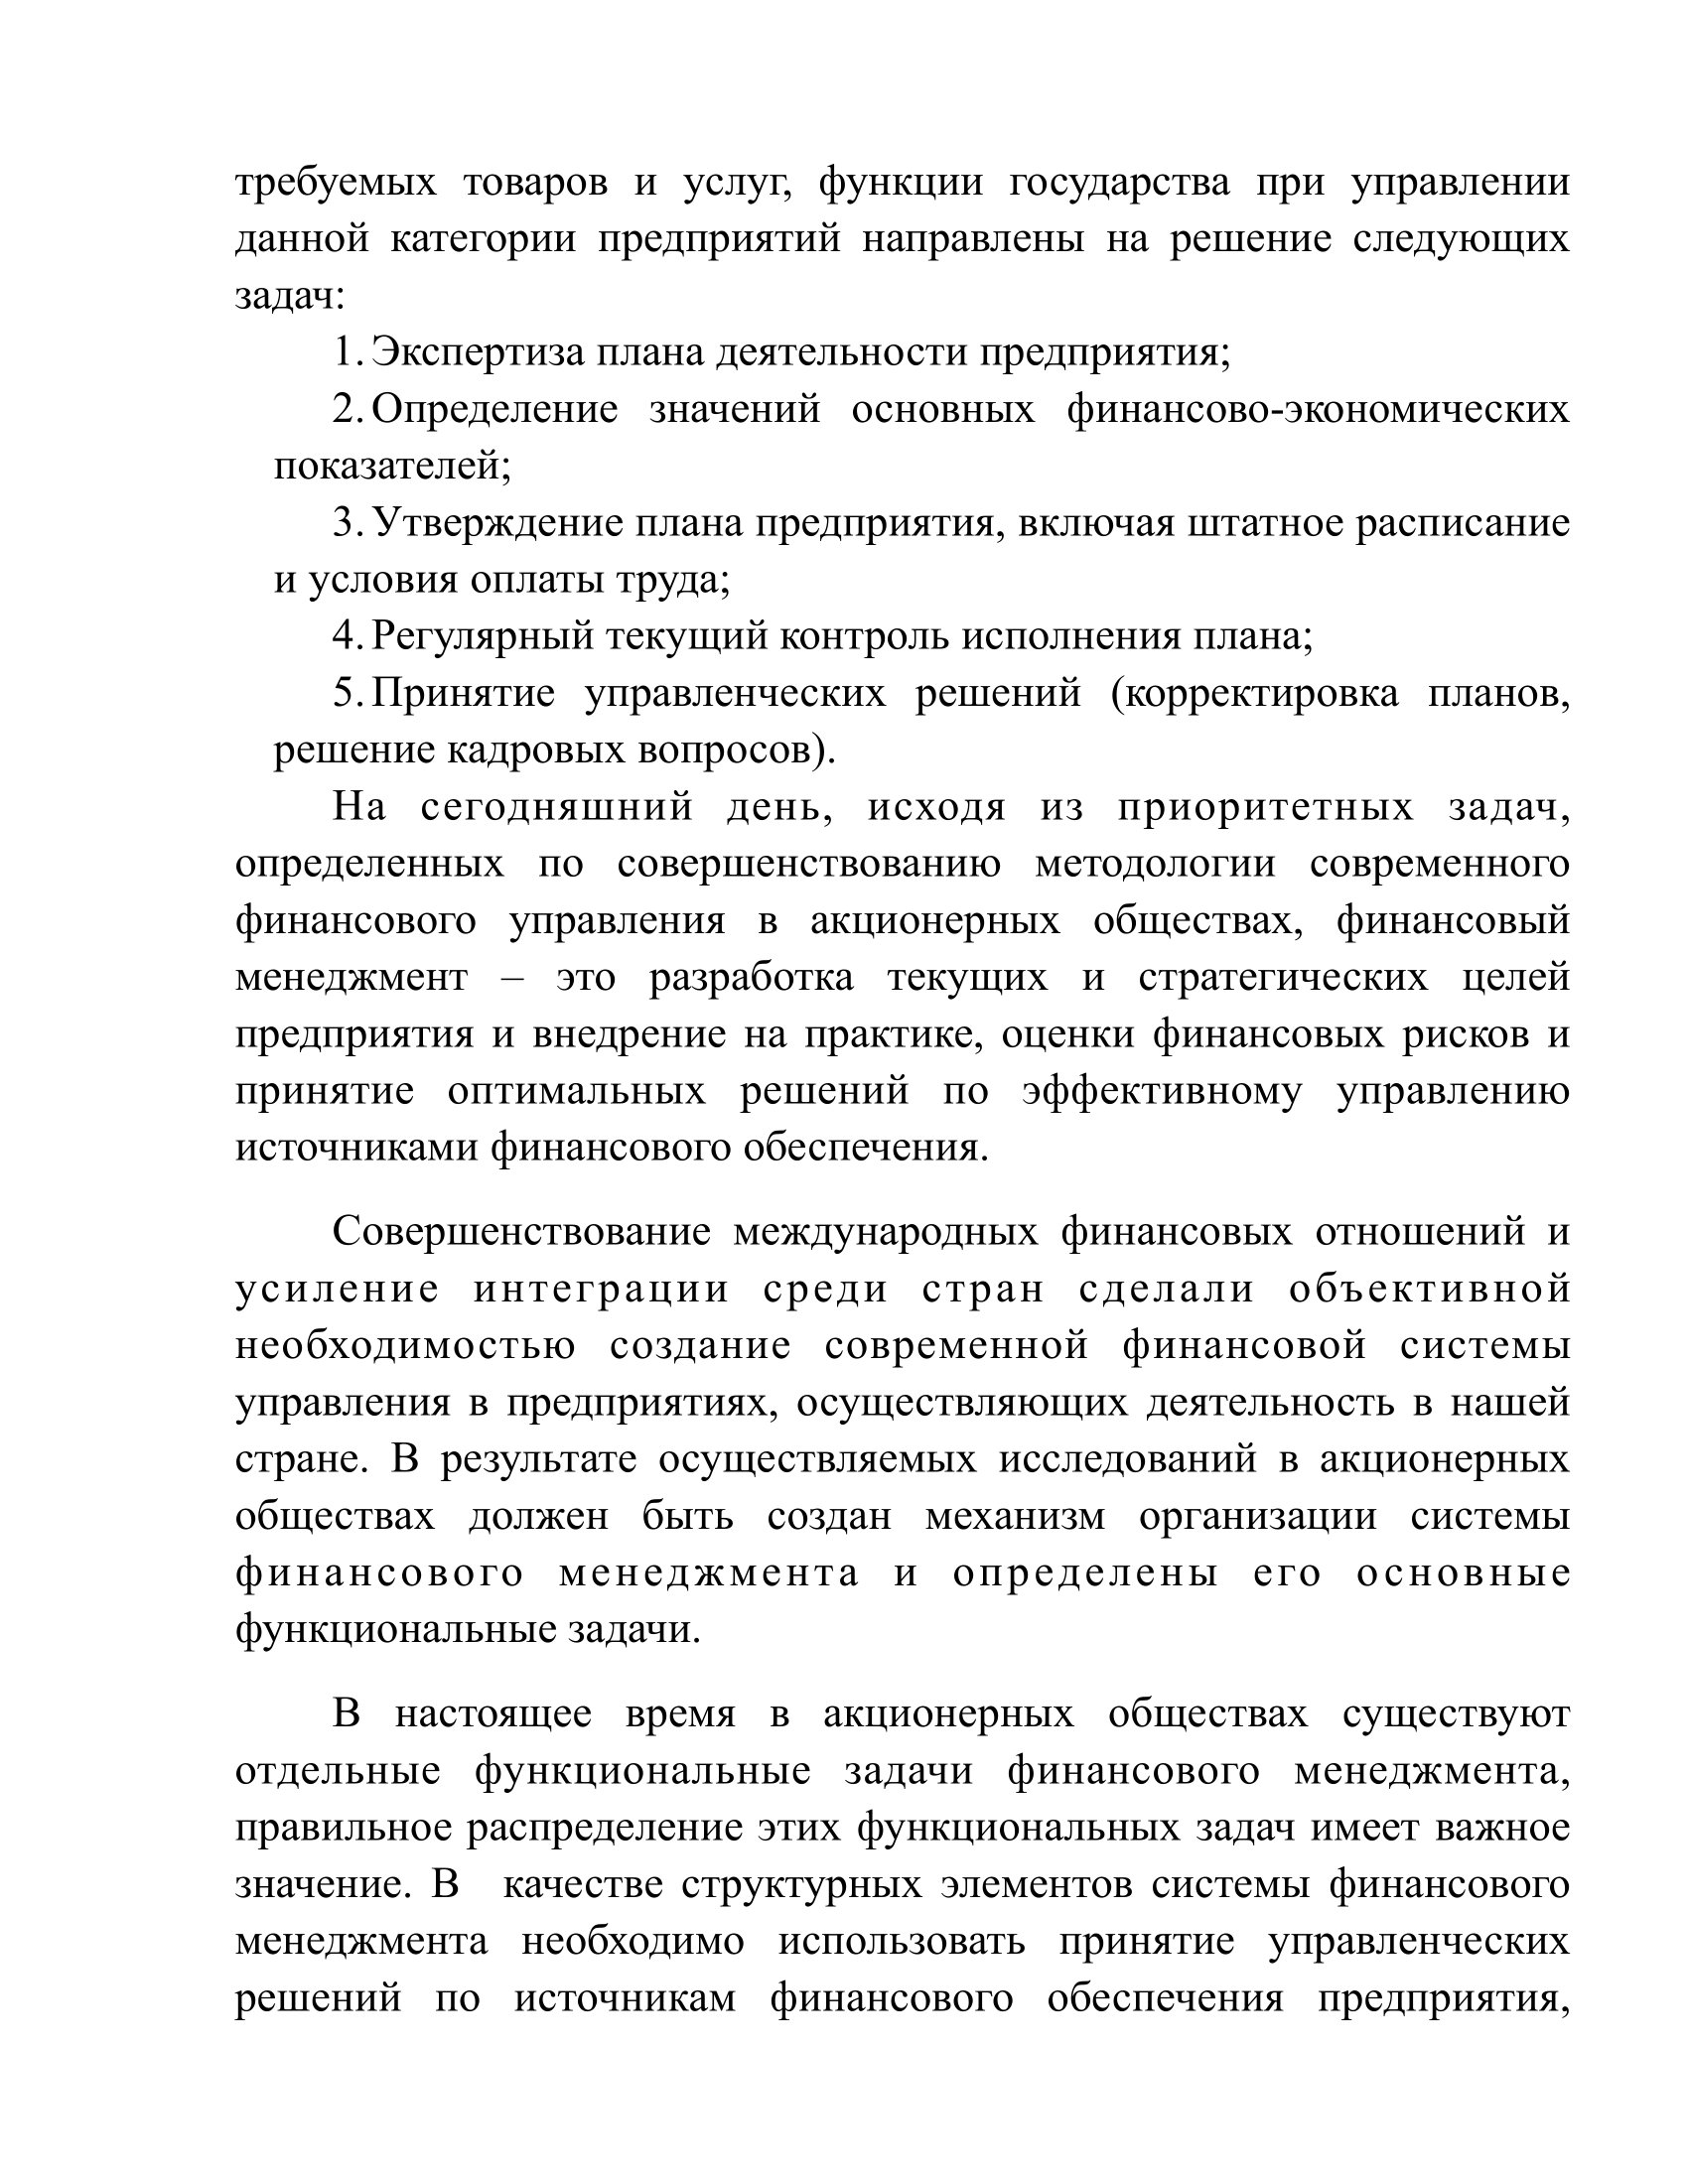 требуемых товаров и услуг, функции государства при управлении
данной категории предприятий направлены на решение следующих
задач:
1. Экспертиза плана деятельности предприятия;
2. Определение значений основных финансово-экономических
показателей;
3. Утверждение плана предприятия, включая штатное расписание
и условия оплаты труда;
4. Регулярный текущий контроль исполнения плана;
5. Принятие управленческих решений (корректировка планов,
решение кадровых вопросов).
На сегодняшний день, исходя из приоритетных задач,
определенных по совершенствованию методологии современного
финансового управления в акционерных обществах, финансовый
менеджмент – это разработка текущих и стратегических целей
предприятия и внедрение на практике, оценки финансовых рисков и
принятие оптимальных решений по эффективному управлению
источниками финансового обеспечения.
Совершенствование международных финансовых отношений и
усиление интеграции среди стран сделали объективной
необходимостью создание современной финансовой системы
управления в предприятиях, осуществляющих деятельность в нашей
стране. В результате осуществляемых исследований в акционерных
обществах должен быть создан механизм организации системы
финансового менеджмента и определены его основные
функциональные задачи.
В настоящее время в акционерных обществах существуют
отдельные функциональные задачи финансового менеджмента,
правильное распределение этих функциональных задач имеет важное
значение. В качестве структурных элементов системы финансового
менеджмента необходимо использовать принятие управленческих
решений по источникам финансового обеспечения предприятия,